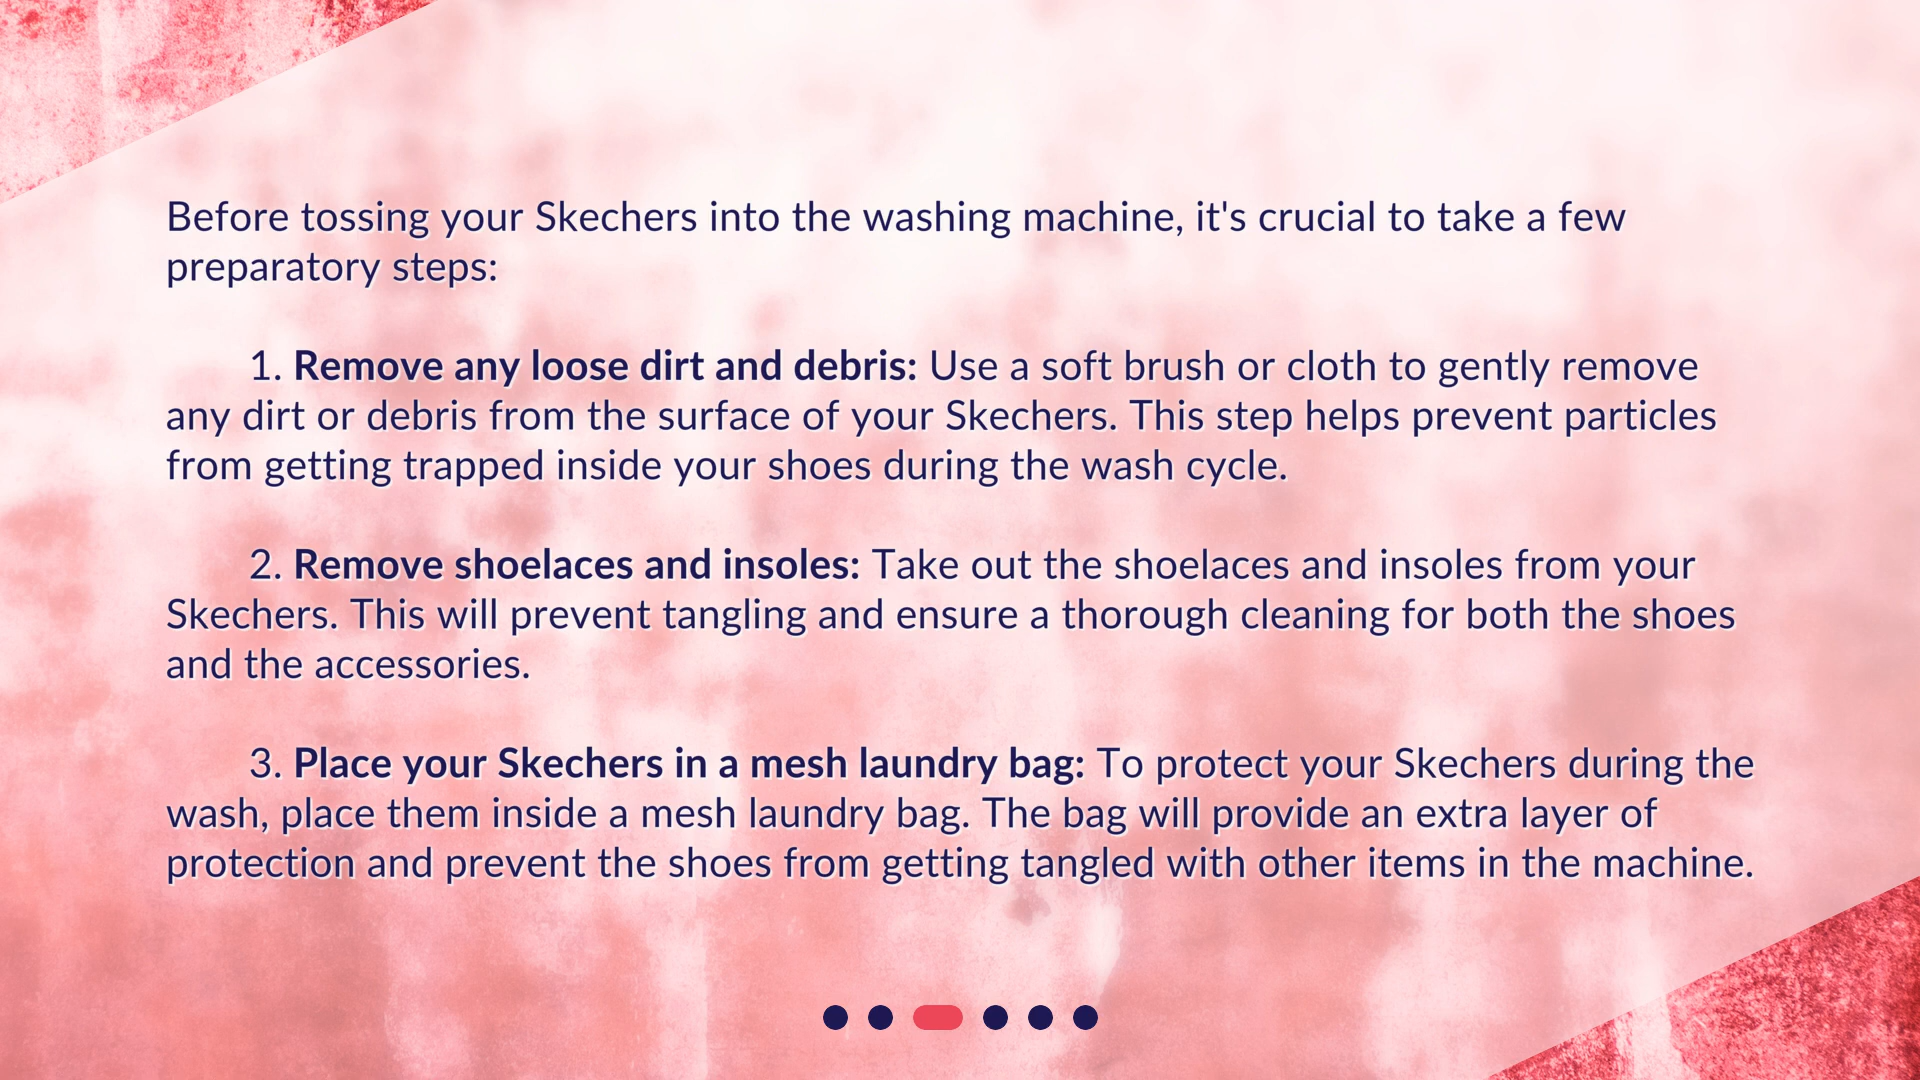 Before tossing your Skechers into the washing machine, it's crucial to take a few
preparatory steps:
1. Remove any loose dirt and debris: Use a soft brush or cloth to gently remove
any dirt or debris from the surface of your Skechers. This step helps prevent particles
from getting trapped inside your shoes during the wash cycle.
2. Remove shoelaces and insoles: Take out the shoelaces and insoles from your
Skechers. This will prevent tangling and ensure a thorough cleaning for both the shoes
and the accessories.
3. Place your Skechers in a mesh laundry bag: To protect your Skechers during the
wash, place them inside a mesh laundry bag. The bag will provide an extra layer of
protection and prevent the shoes from getting tangled with other items in the machine.